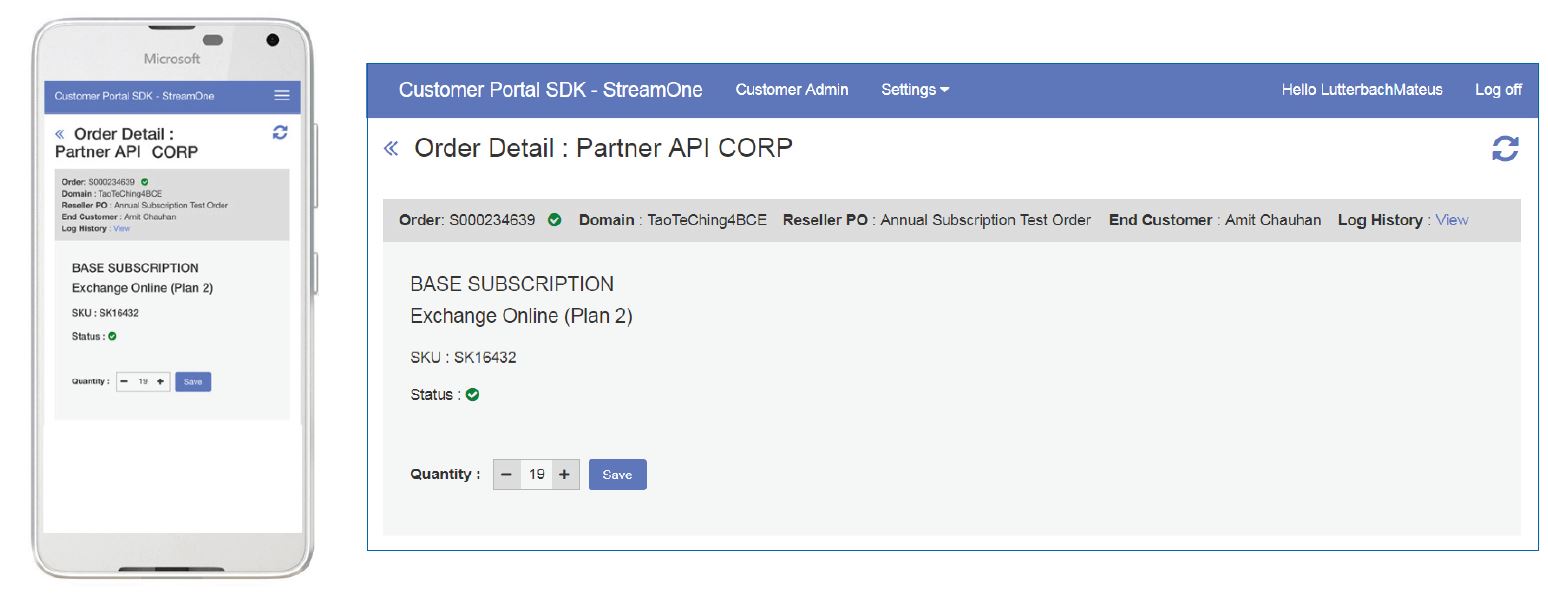 Microsoft
Customer Portal SDK - StreamOne
« Order Detail :
Partner API CORP
Order: S000234639
Domain : TaoTeChing4BCE
Reseller PO : Annual Subscription Test Order
End Customer : Amit Chauhan
Log History : View
BASE SUBSCRIPTION
Exchange Online (Plan 2)
SKU : SK16432
Status :
Quantity : − 19 + Save
Customer Portal SDK - StreamOne Customer Admin Settings Hello LutterbachMateus Log off
« Order Detail : Partner API CORP
Order: S000234639 Domain : TaoTeChing4BCE Reseller PO : Annual Subscription Test Order End Customer : Amit Chauhan Log History : View
BASE SUBSCRIPTION
Exchange Online (Plan 2)
SKU : SK16432
Status :
Quantity : − 19 + Save